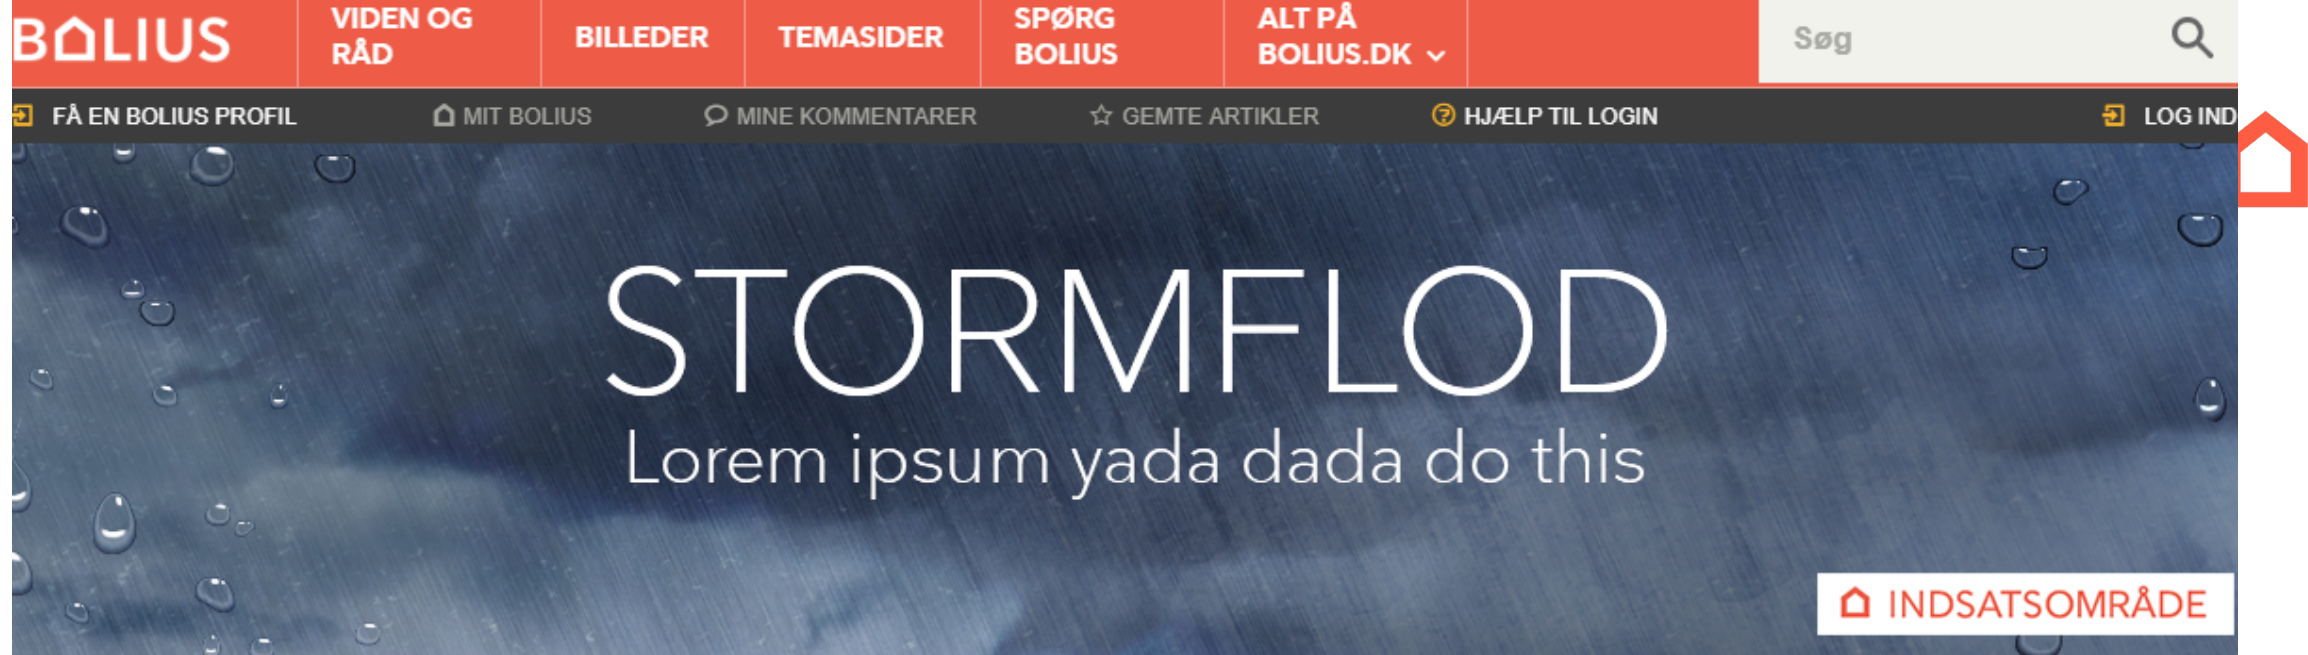 BOLIUS
VIDEN OG
RÅD
BILLEDER
TEMASIDER
SPØRG
BOLIUS
ALT PÅ
BOLIUS.DK
Søg
FÅ EN BOLIUS PROFIL
MIT BOLIUS
MINE KOMMENTARER
GEMTE ARTIKLER
HJÆLP TIL LOGIN
LOG IND
STORMFLOD
Lorem ipsum yada dada do this
INDSATSOMRÅDE